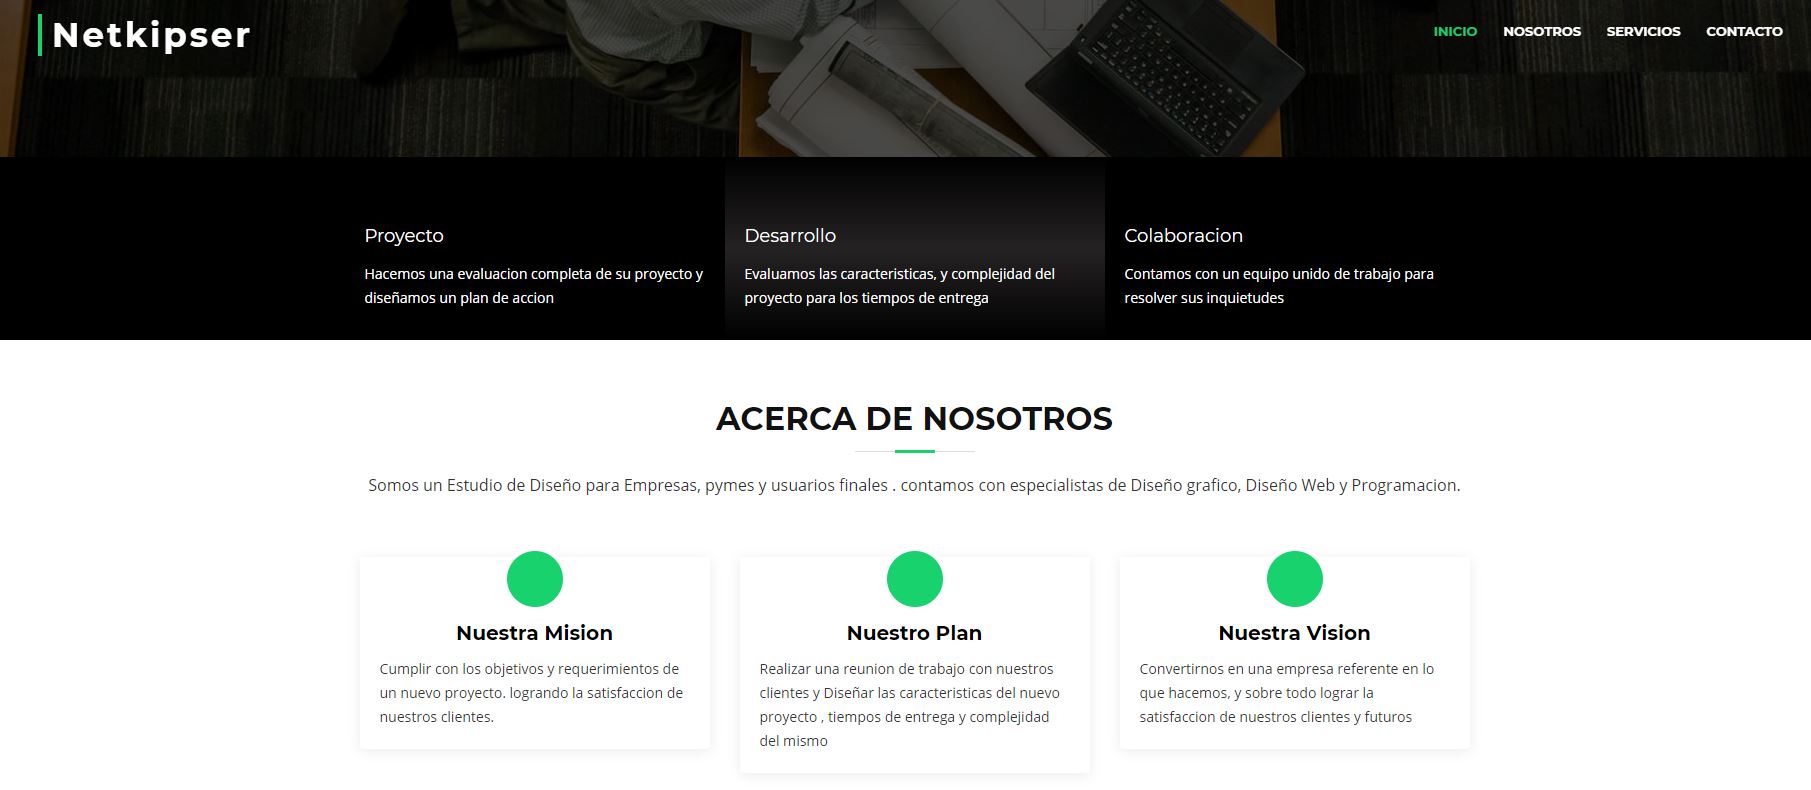 Netkipser
INICIO NOSOTROS SERVICIOS CONTACTO
Proyecto
Hacemos una evaluacion completa de su proyecto y
diseñamos un plan de accion
Desarrollo
Evaluamos las caracteristicas, y complejidad del
proyecto para los tiempos de entrega
Colaboracion
Contamos con un equipo unido de trabajo para
resolver sus inquietudes
ACERCA DE NOSOTROS
Somos un Estudio de Diseño para Empresas, pymes y usuarios finales . contamos con especialistas de Diseño grafico, Diseño Web y Programacion.
Nuestra Mision
Cumplir con los objetivos y requerimientos de
un nuevo proyecto. logrando la satisfaccion de
nuestros clientes.
Nuestro Plan
Realizar una reunion de trabajo con nuestros
clientes y Diseñar las caracteristicas del nuevo
proyecto , tiempos de entrega y complejidad
del mismo
Nuestra Vision
Convertirnos en una empresa referente en lo
que hacemos, y sobre todo lograr la
satisfaccion de nuestros clientes y futuros